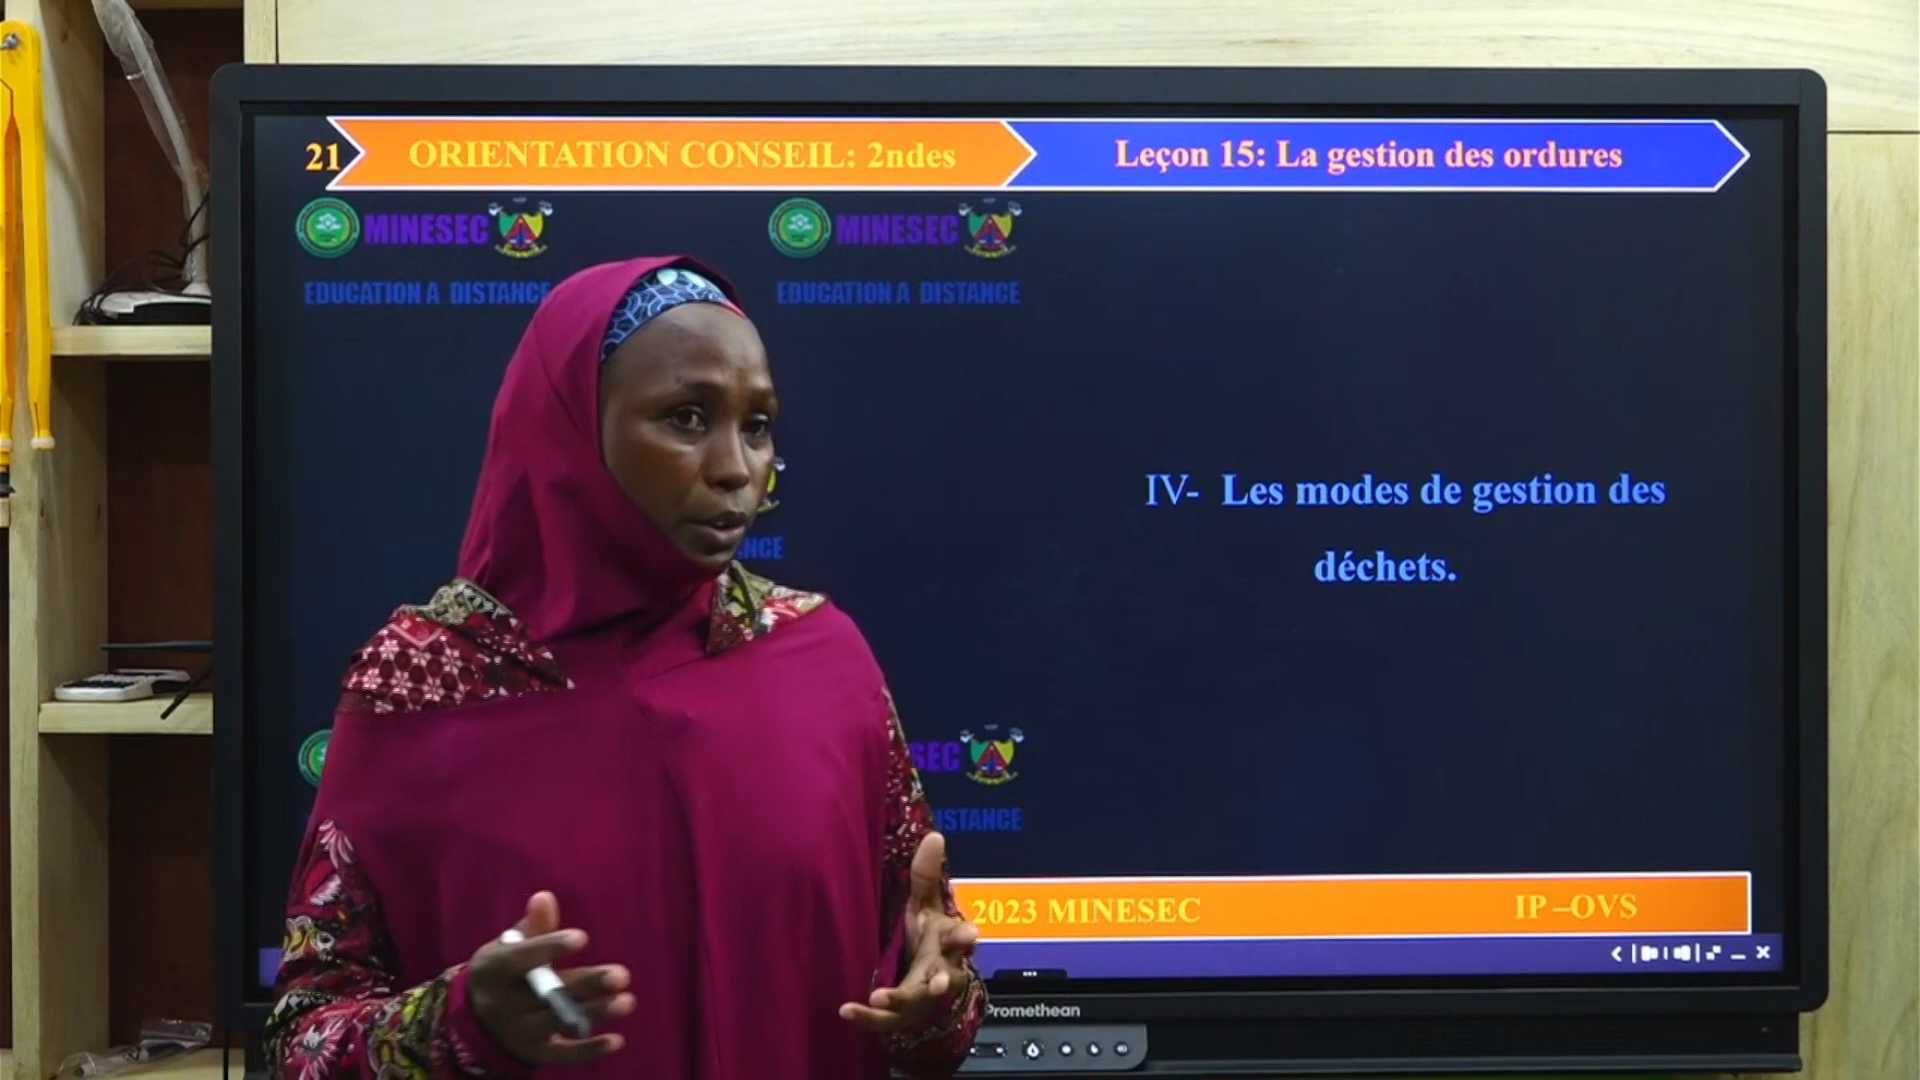 21
ORIENTATION CONSEIL: 2ndes
Leçon 15: La gestion des ordures
MINESEC
MINESEC
EDUCATION A DISTANCE
EDUCATION A DISTANCE
IV- Les modes de gestion des
déchets.
2023 MINESEC
IP –OVS
Promethean